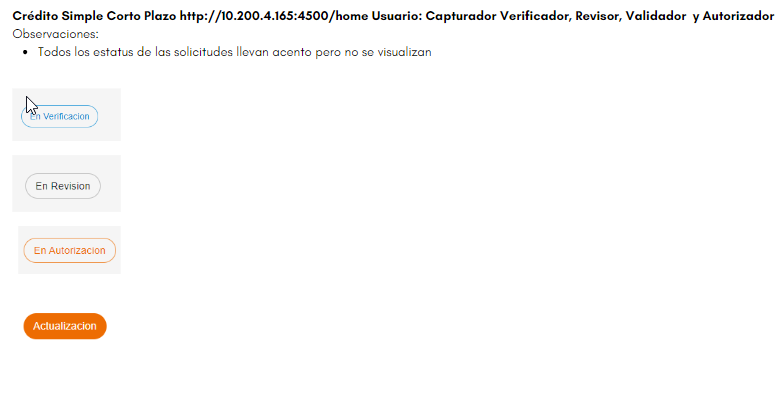 Crédito Simple Corto Plazo http://10.200.4.165:4500/home Usuario: Capturador Verificador, Revisor, Validador y Autorizador
Observaciones:
• Todos los estatus de las solicitudes llevan acento pero no se visualizan
En Verificacion
En Revision
En Autorizacion
Actualizacion